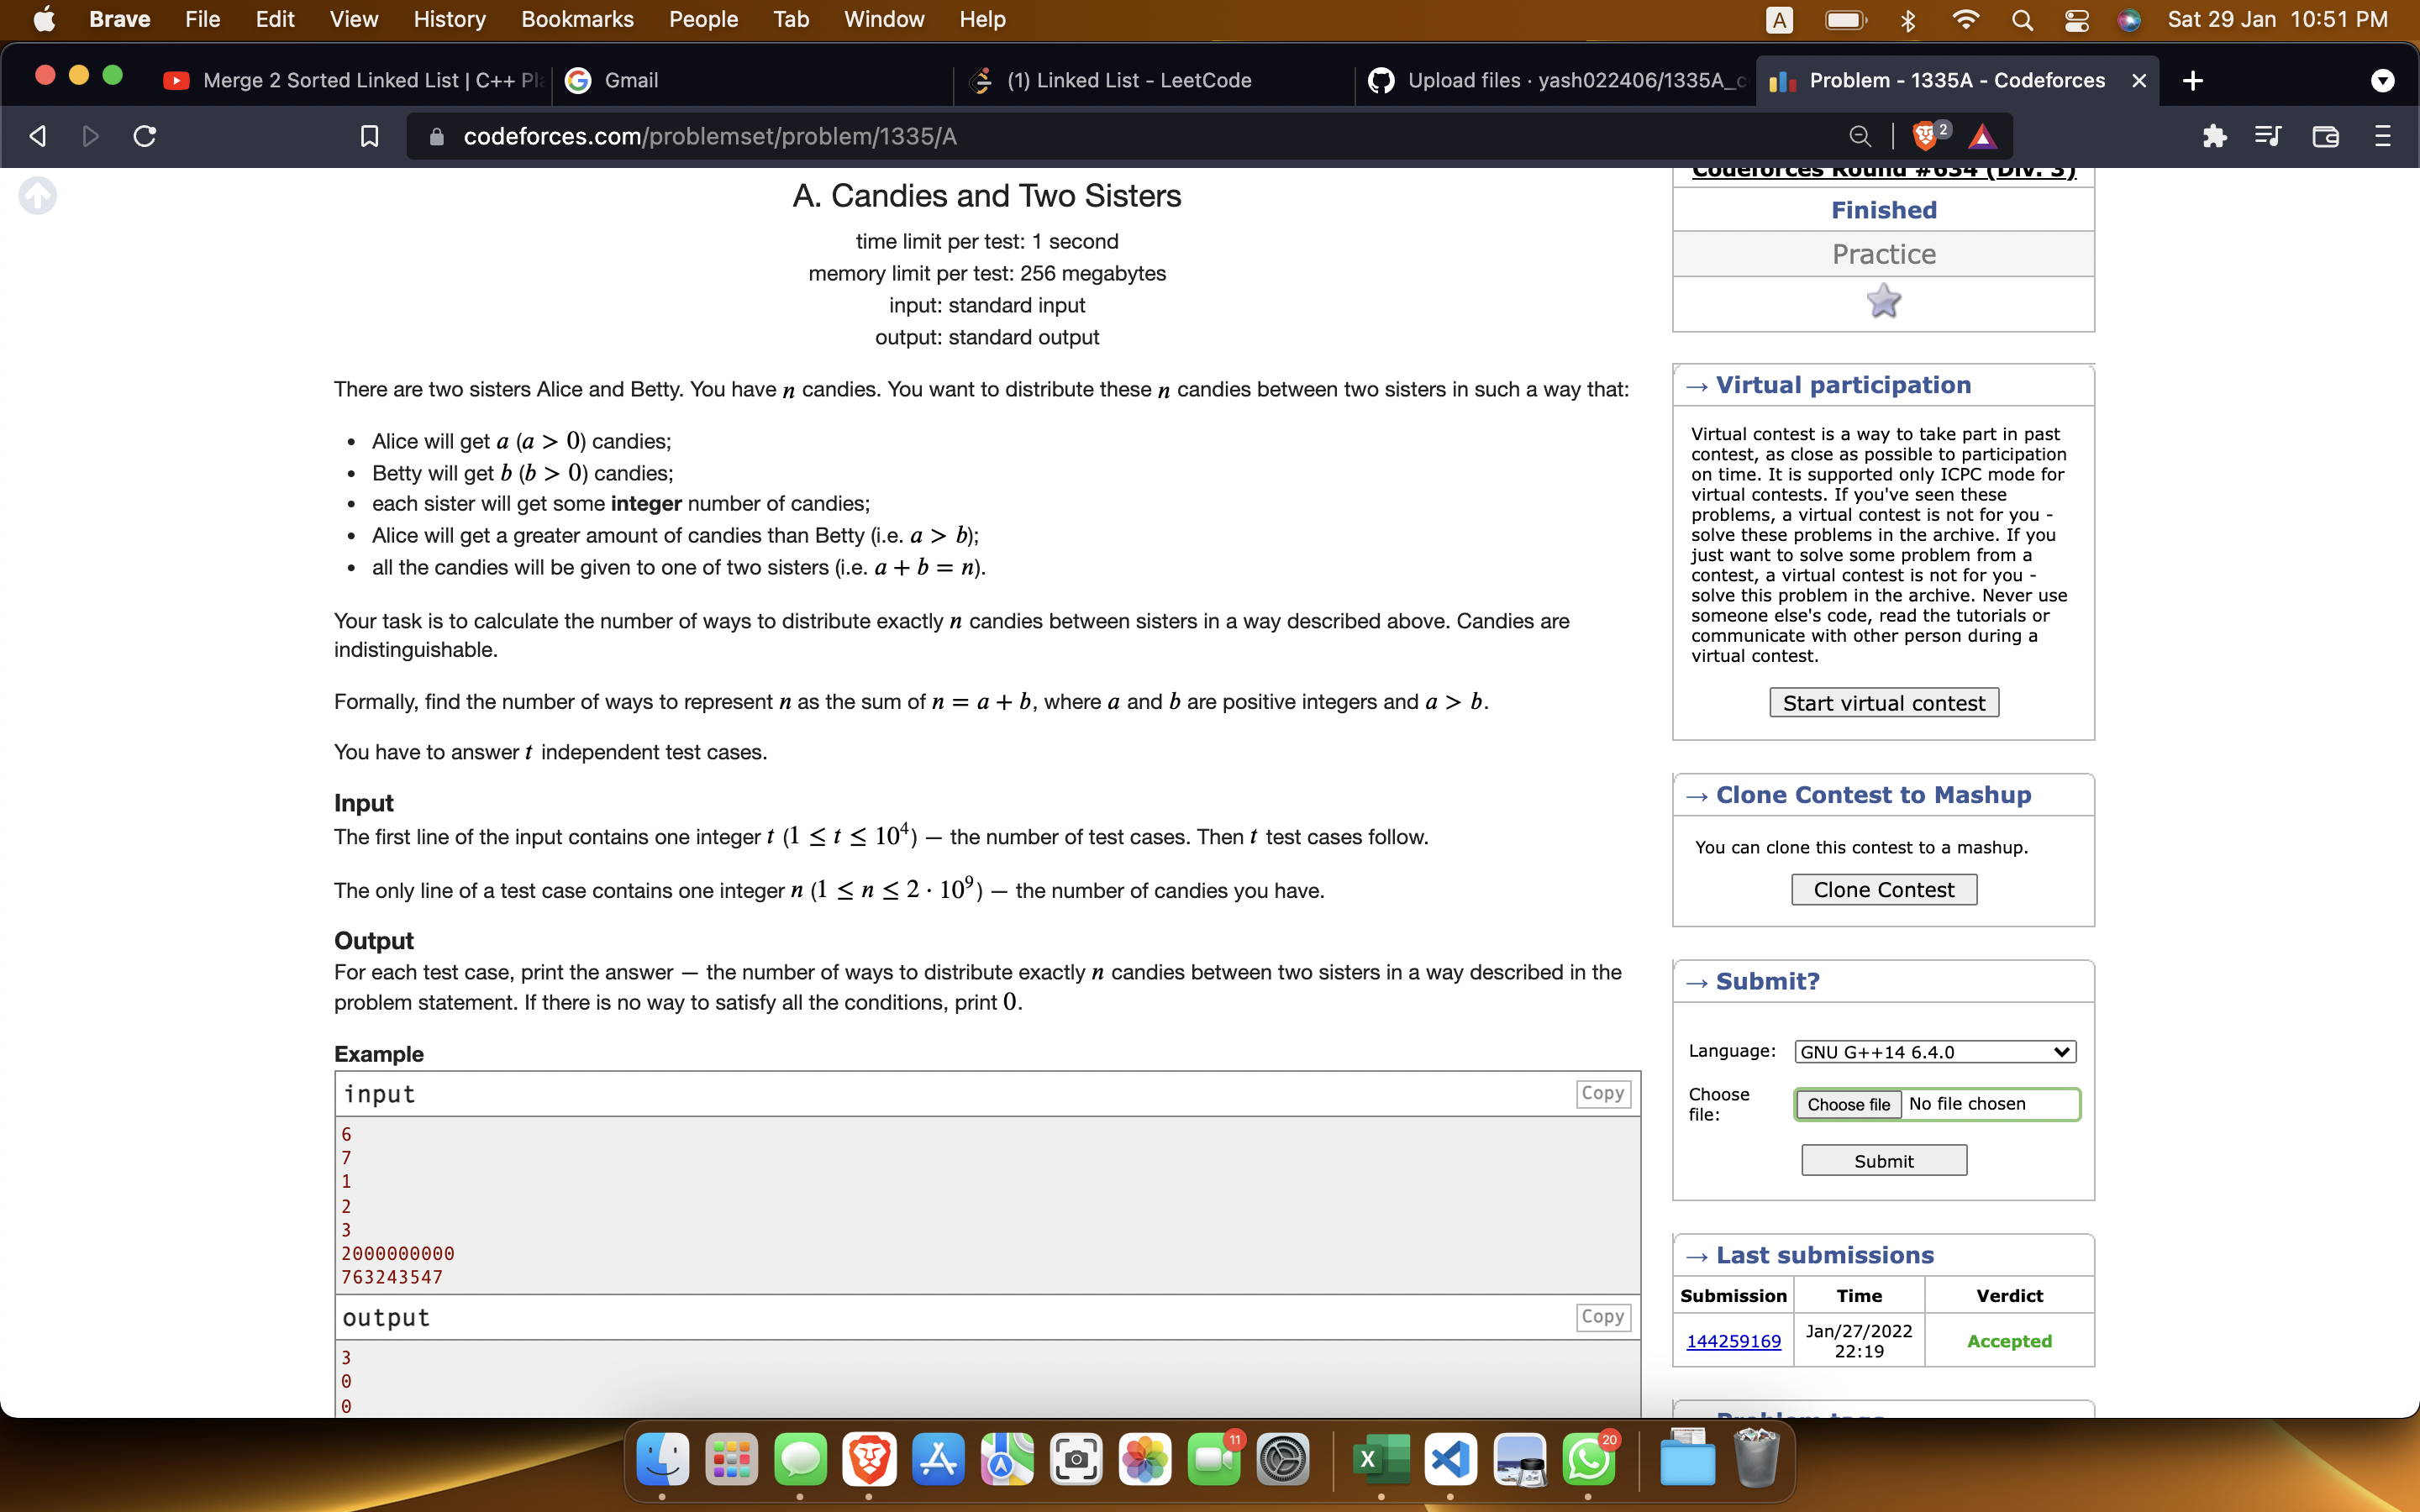 Brave File Edit View History Bookmarks People Tab Window Help A Sat 29 Jan 10:51 PM
Merge 2 Sorted Linked List | C++ Pla Gmail (1) Linked List - LeetCode Upload files · yash022406/1335A_c Problem - 1335A - Codeforces
codeforces.com/problemset/problem/1335/A 2
A. Candies and Two Sisters
time limit per test: 1 second
memory limit per test: 256 megabytes
input: standard input
output: standard output
There are two sisters Alice and Betty. You have n candies. You want to distribute these n candies between two sisters in such a way that:
• Alice will get a (a > 0) candies;
• Betty will get b (b > 0) candies;
• each sister will get some integer number of candies;
• Alice will get a greater amount of candies than Betty (i.e. a > b);
• all the candies will be given to one of two sisters (i.e. a + b = n).
Your task is to calculate the number of ways to distribute exactly n candies between sisters in a way described above. Candies are
indistinguishable.
Formally, find the number of ways to represent n as the sum of n = a + b, where a and b are positive integers and a > b.
You have to answer t independent test cases.
Input
The first line of the input contains one integer t (1 ≤ t ≤ 10⁴) — the number of test cases. Then t test cases follow.
The only line of a test case contains one integer n (1 ≤ n ≤ 2 · 10⁹) — the number of candies you have.
Output
For each test case, print the answer — the number of ways to distribute exactly n candies between two sisters in a way described in the
problem statement. If there is no way to satisfy all the conditions, print 0.
Example
input Copy
6
7
1
2
3
2000000000
763243547
output Copy
3
0
0
Codeforces Round #634 (Div. 3)
Finished
Practice
→ Virtual participation
Virtual contest is a way to take part in past
contest, as close as possible to participation
on time. It is supported only ICPC mode for
virtual contests. If you've seen these
problems, a virtual contest is not for you -
solve these problems in the archive. If you
just want to solve some problem from a
contest, a virtual contest is not for you -
solve this problem in the archive. Never use
someone else's code, read the tutorials or
communicate with other person during a
virtual contest.
Start virtual contest
→ Clone Contest to Mashup
You can clone this contest to a mashup.
Clone Contest
→ Submit?
Language: GNU G++14 6.4.0
Choose
file: Choose file No file chosen
Submit
→ Last submissions
Submission Time Verdict
144259169 Jan/27/2022
22:19 Accepted
Problem tags
11 20